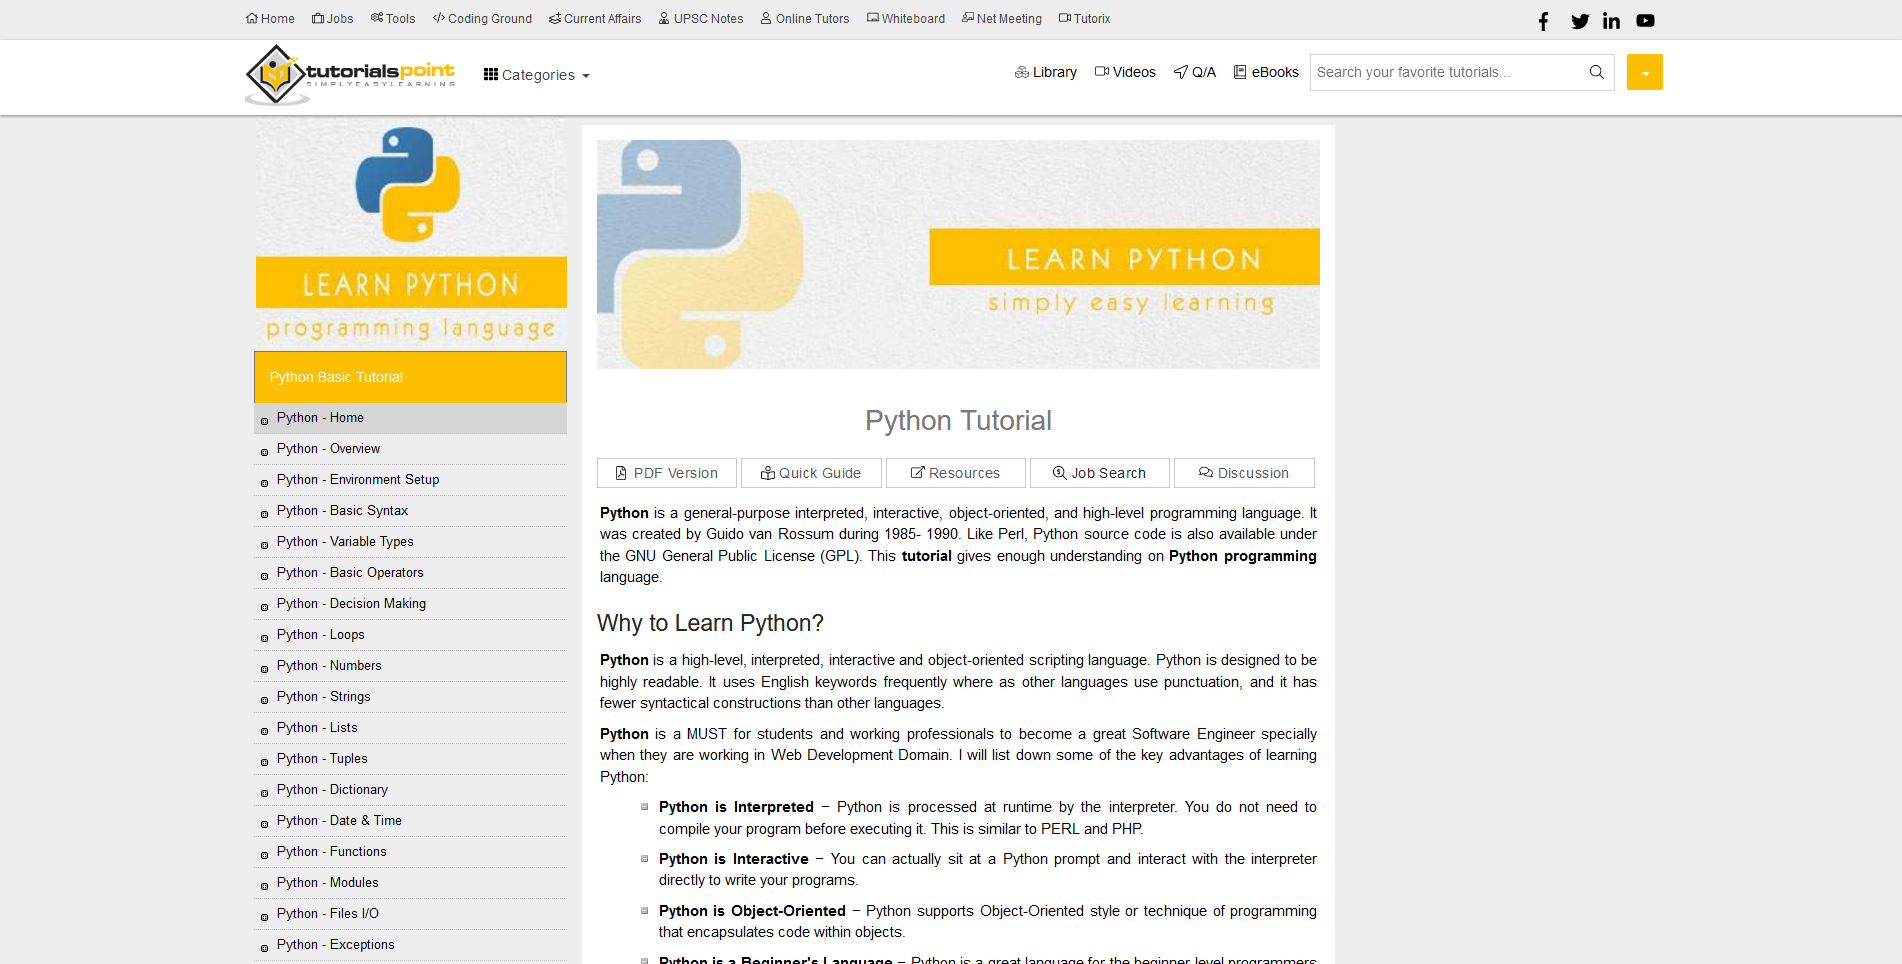 Home Jobs Tools Coding Ground Current Affairs UPSC Notes Online Tutors Whiteboard Net Meeting Tutorix
tutorialspoint
SIMPLYEASYLEARNING
Categories
Library Videos Q/A eBooks Search your favorite tutorials...
LEARN PYTHON
programming language
Python Basic Tutorial
Python - Home
Python - Overview
Python - Environment Setup
Python - Basic Syntax
Python - Variable Types
Python - Basic Operators
Python - Decision Making
Python - Loops
Python - Numbers
Python - Strings
Python - Lists
Python - Tuples
Python - Dictionary
Python - Date & Time
Python - Functions
Python - Modules
Python - Files I/O
Python - Exceptions
LEARN PYTHON
simply easy learning
Python Tutorial
PDF Version Quick Guide Resources Job Search Discussion
Python is a general-purpose interpreted, interactive, object-oriented, and high-level programming language. It
was created by Guido van Rossum during 1985- 1990. Like Perl, Python source code is also available under
the GNU General Public License (GPL). This tutorial gives enough understanding on Python programming
language.
Why to Learn Python?
Python is a high-level, interpreted, interactive and object-oriented scripting language. Python is designed to be
highly readable. It uses English keywords frequently where as other languages use punctuation, and it has
fewer syntactical constructions than other languages.
Python is a MUST for students and working professionals to become a great Software Engineer specially
when they are working in Web Development Domain. I will list down some of the key advantages of learning
Python:
Python is Interpreted − Python is processed at runtime by the interpreter. You do not need to
compile your program before executing it. This is similar to PERL and PHP.
Python is Interactive − You can actually sit at a Python prompt and interact with the interpreter
directly to write your programs.
Python is Object-Oriented − Python supports Object-Oriented style or technique of programming
that encapsulates code within objects.
Python is a Beginner's Language − Python is a great language for the beginner-level programmers